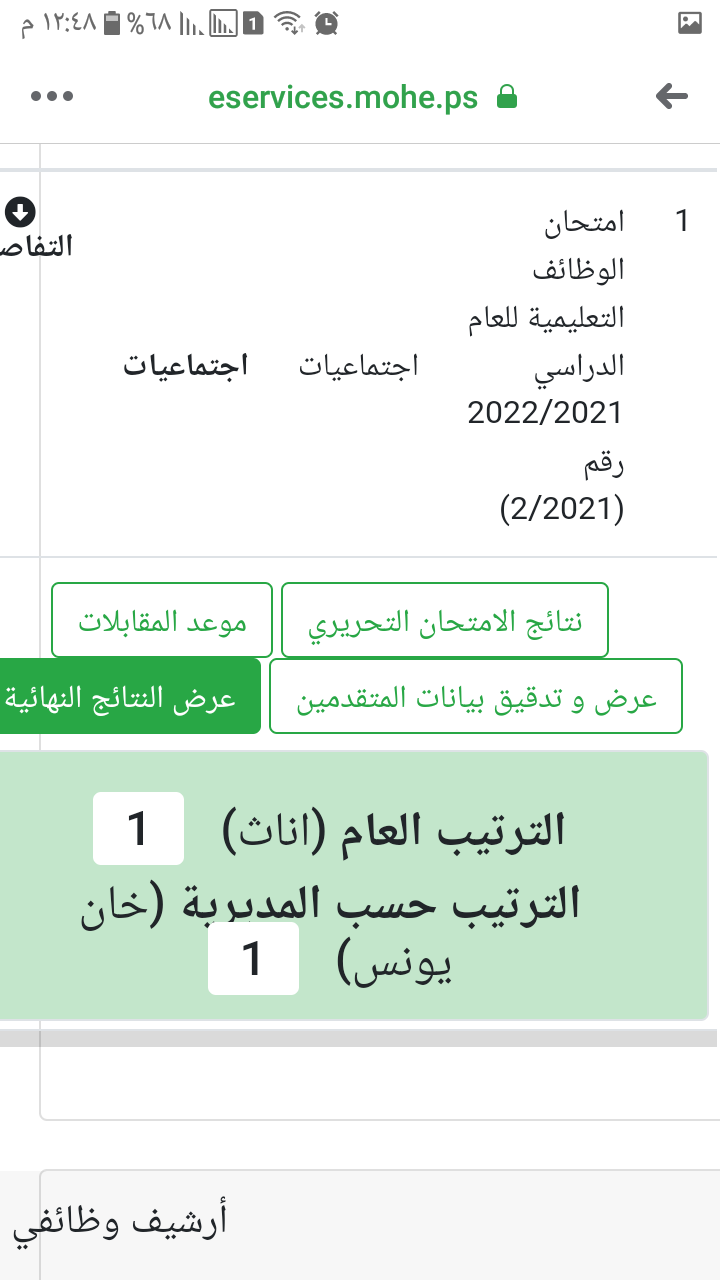 ١٢:٤٨ م
%٦٨
1
eservices.mohe.ps
1
امتحان
الوظائف
التعليمية للعام
الدراسي
2022/2021
رقم
(2/2021)
اجتماعيات
اجتماعيات
التفاص
نتائج الامتحان التحريري
موعد المقابلات
عرض و تدقيق بيانات المتقدمين
عرض النتائج النهائية
الترتيب العام (اناث) 1
الترتيب حسب المديرية (خان
يونس) 1
أرشيف وظائفي